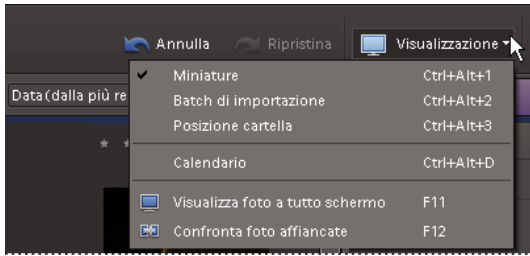 Annulla Ripristina Visualizzazione
Data(dalla più re
Miniature Ctrl+Alt+1
Batch di importazione Ctrl+Alt+2
Posizione cartella Ctrl+Alt+3
Calendario Ctrl+Alt+D
Visualizza foto a tutto schermo F11
Confronta foto affiancate F12